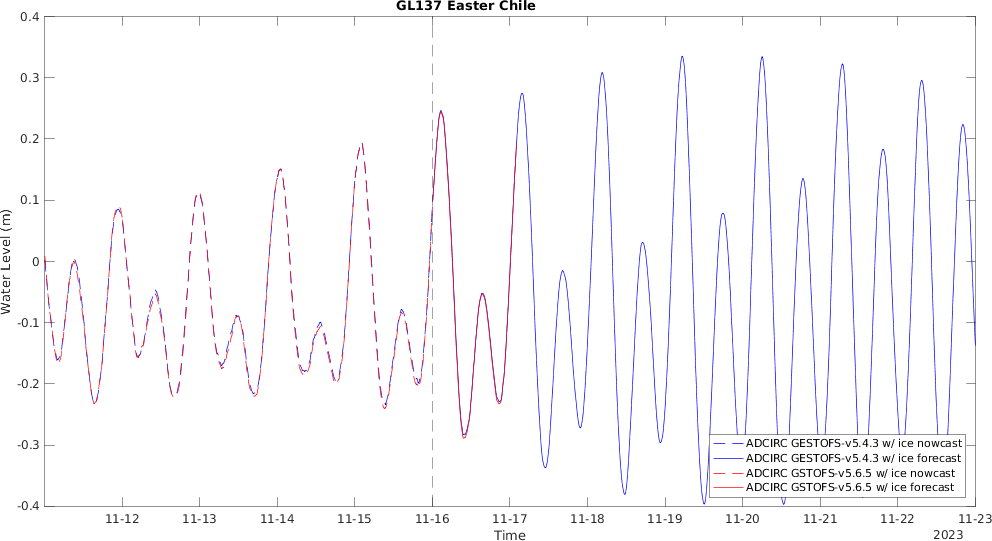 GL137 Easter Chile
0.4
0.3
0.2
0.1
0
-0.1
-0.2
-0.3
-0.4
Water Level (m)
ADCIRC GESTOFS-v5.4.3 w/ ice nowcast
ADCIRC GESTOFS-v5.4.3 w/ ice forecast
ADCIRC GSTOFS-v5.6.5 w/ ice nowcast
ADCIRC GSTOFS-v5.6.5 w/ ice forecast
11-12 11-13 11-14 11-15 11-16 11-17 11-18 11-19 11-20 11-21 11-22 11-23
Time
2023